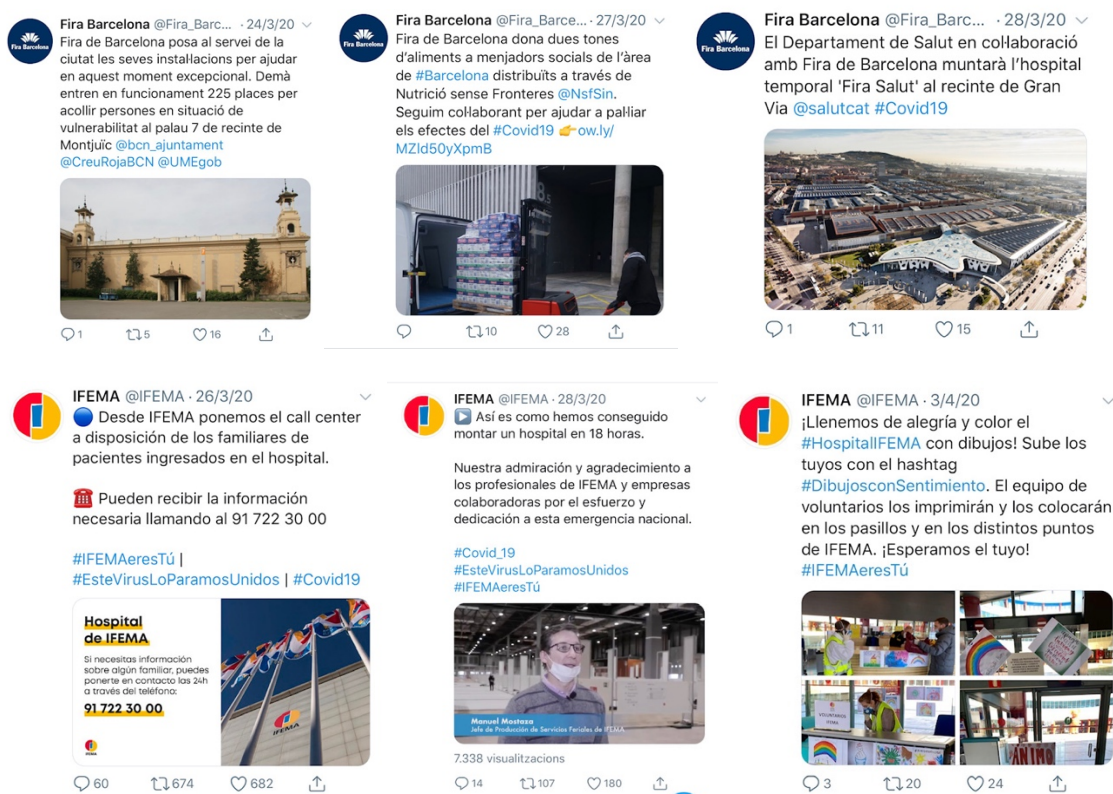 Fira Barcelona @Fira_Barc... · 24/3/20
Fira de Barcelona posa al servei de la
ciutat les seves instal·lacions per ajudar
en aquest moment excepcional. Demà
entren en funcionament 225 places per
acollir persones en situació de
vulnerabilitat al palau 7 de recinte de
Montjuïc @bcn_ajuntament
@CreuRojaBCN @UMEgob
Fira Barcelona
1 5 16
Fira Barcelona @Fira_Barce... · 27/3/20
Fira de Barcelona dona dues tones
d'aliments a menjadors socials de l'àrea
de #Barcelona distribuïts a través de
Nutrició sense Fronteres @NsfSin.
Seguim col·laborant per ajudar a pal·liar
els efectes del #Covid19 👉ow.ly/
MZId50yXpmB
Fira Barcelona
8.5
10 28
Fira Barcelona @Fira_Barc... · 28/3/20
El Departament de Salut en col·laboració
amb Fira de Barcelona muntarà l'hospital
temporal 'Fira Salut' al recinte de Gran
Via @salutcat #Covid19
Fira Barcelona
1 11 15
IFEMA @IFEMA · 26/3/20
🔵 Desde IFEMA ponemos el call center
a disposición de los familiares de
pacientes ingresados en el hospital.
☎️ Pueden recibir la información
necesaria llamando al 91 722 30 00
#IFEMAeresTú |
#EsteVirusLoParamosUnidos | #Covid19
Hospital
de IFEMA
Si necesitas información
sobre algún familiar, puedes
ponerte en contacto las 24h
a través del teléfono:
91 722 30 00
IFEMA
IFEMA
60 674 682
IFEMA @IFEMA · 28/3/20
▶️ Así es como hemos conseguido
montar un hospital en 18 horas.
Nuestra admiración y agradecimiento a
los profesionales de IFEMA y empresas
colaboradoras por el esfuerzo y
dedicación a esta emergencia nacional.
#Covid_19
#EsteVirusLoParamosUnidos
#IFEMAeresTú
Manuel Mostaza
Jefe de Producción de Servicios Feriales de IFEMA
7.338 visualitzacions
14 107 180
IFEMA @IFEMA · 3/4/20
¡Llenemos de alegría y color el
#HospitalIFEMA con dibujos! Sube los
tuyos con el hashtag
#DibujosconSentimiento. El equipo de
voluntarios los imprimirán y los colocarán
en los pasillos y en los distintos puntos
de IFEMA. ¡Esperamos el tuyo!
#IFEMAeresTú
VOLUNTARIOS
IFEMA
ÁNIMO
3 20 24